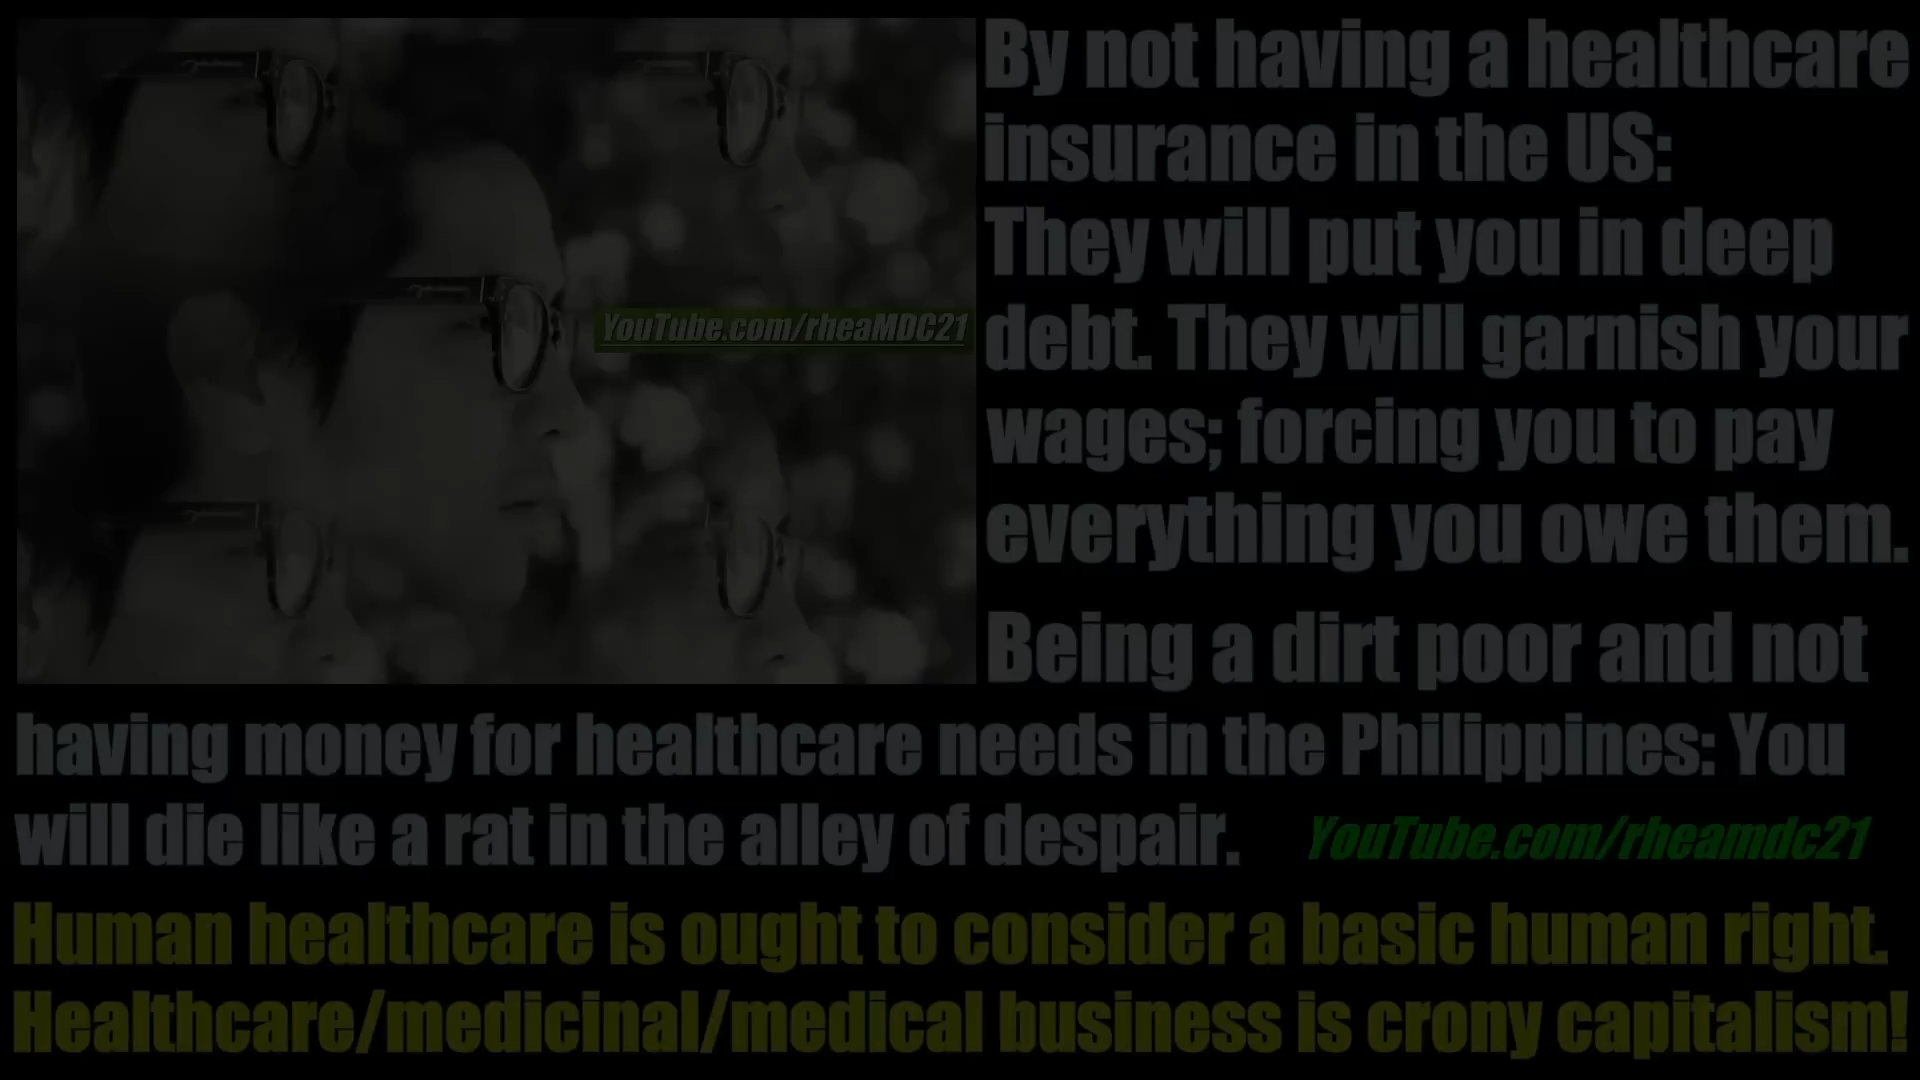 By not having a healthcare
insurance in the US:
They will put you in deep
debt. They will garnish your
wages; forcing you to pay
everything you owe them.
YouTube.com/rheaMDC21
Being a dirt poor and not
having money for healthcare needs in the Philippines: You
will die like a rat in the alley of despair.
YouTube.com/rheamdc21
Human healthcare is ought to consider a basic human right.
Healthcare/medicinal/medical business is crony capitalism!